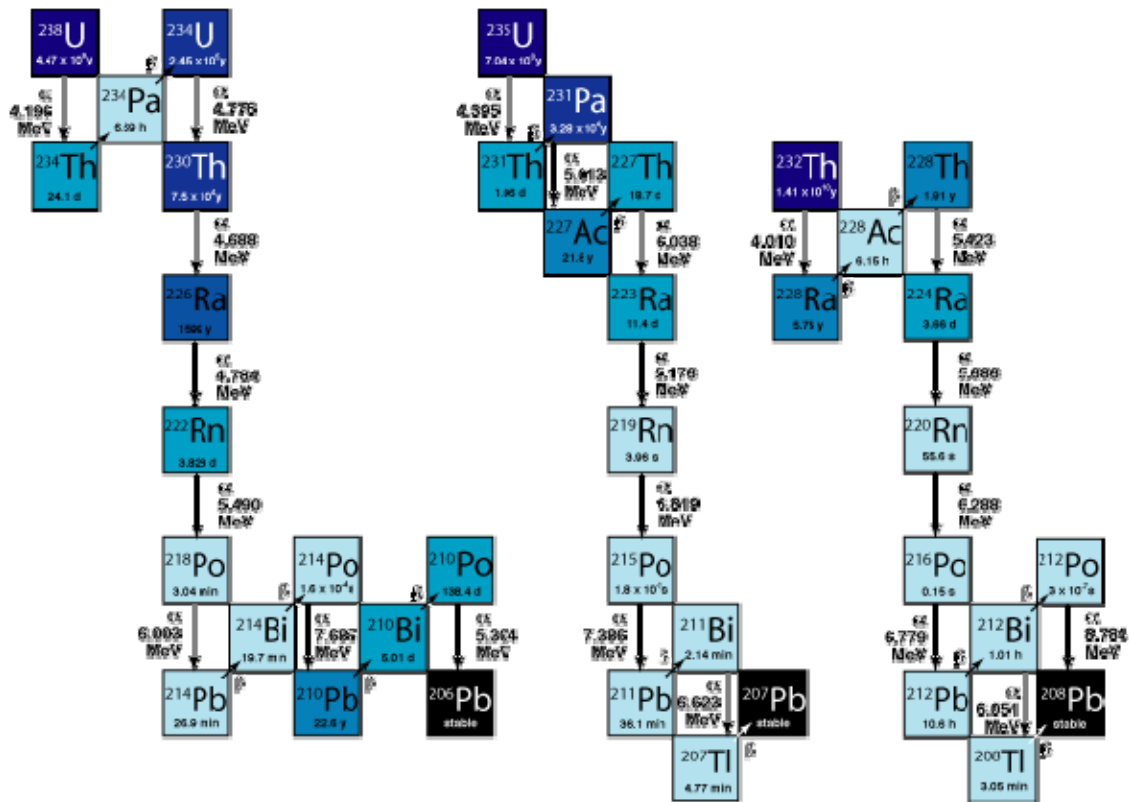 ²³⁸U
4.47 x 10⁹y
α
4.196
MeV
²³⁴Th
24.1 d
β
²³⁴Pa
6.69 h
β
²³⁴U
2.45 x 10⁵y
α
4.776
MeV
²³⁰Th
7.5 x 10⁴y
α
4.688
MeV
²²⁶Ra
1599 y
α
4.784
MeV
²²²Rn
3.823 d
α
5.490
MeV
²¹⁸Po
3.04 min
α
6.003
MeV
²¹⁴Pb
26.9 min
β
²¹⁴Bi
19.7 min
β
²¹⁴Po
1.6 x 10⁻⁴s
α
7.687
MeV
²¹⁰Pb
22.6 y
β
²¹⁰Bi
5.01 d
β
²¹⁰Po
138.4 d
α
5.304
MeV
²⁰⁶Pb
stable
²³⁵U
α
4.395
MeV
²³¹Th
1.06 d
β
²³¹Pa
3.28 x 10⁴y
α
5.013
MeV
²²⁷Ac
21.8 y
β
²²⁷Th
18.7 d
α
6.038
MeV
²²³Ra
11.4 d
α
5.176
MeV
²¹⁹Rn
3.96 s
α
6.819
MeV
²¹⁵Po
α
7.386
MeV
²¹¹Pb
36.1 min
β
²¹¹Bi
2.14 min
α
6.623
MeV
²⁰⁷Tl
4.77 min
β
²⁰⁷Pb
stable
²³²Th
1.41 x 10¹⁰y
α
4.010
MeV
²²⁸Ra
5.75 y
β
²²⁸Ac
6.15 h
β
²²⁸Th
1.91 y
α
5.423
MeV
²²⁴Ra
3.66 d
α
5.686
MeV
²²⁰Rn
55.6 s
α
6.288
MeV
²¹⁶Po
0.15 s
α
6.779
MeV
²¹²Pb
10.6 h
β
²¹²Bi
1.01 h
β
²¹²Po
3 x 10⁻⁷s
α
8.784
MeV
²⁰⁸Pb
stable
α
6.051
MeV
²⁰⁸Tl
3.05 min
β